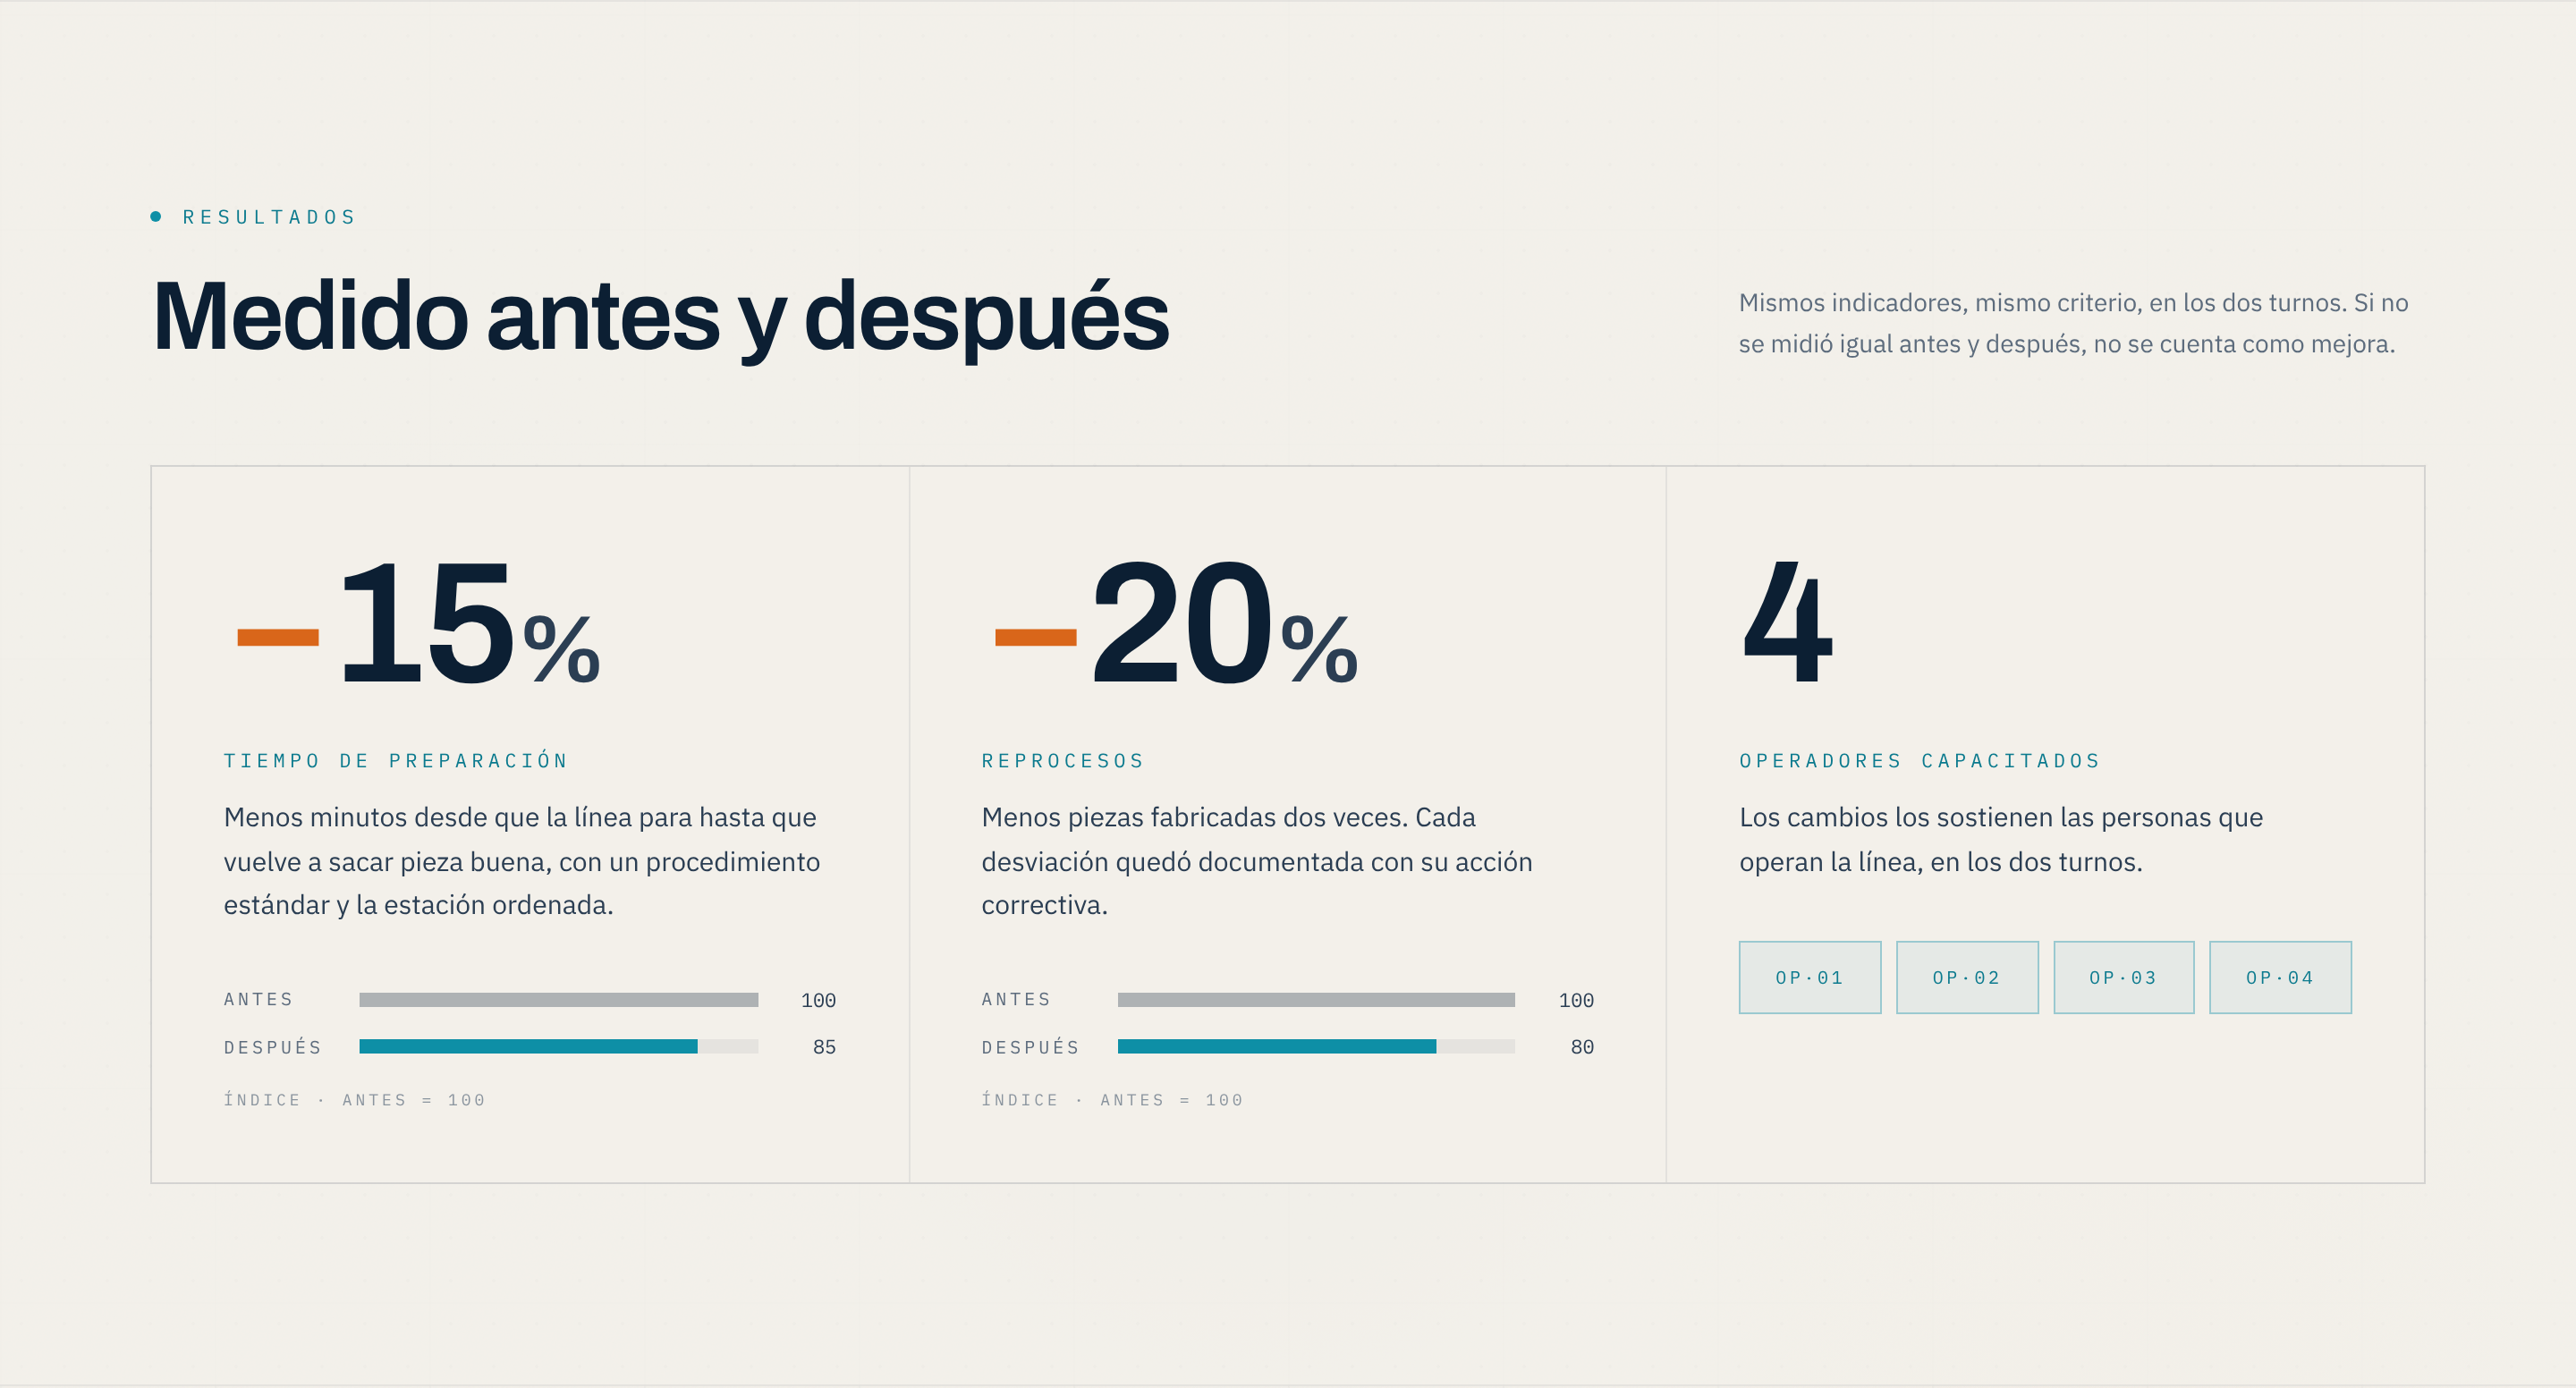 RESULTADOS
Medido antes y después
Mismos indicadores, mismo criterio, en los dos turnos. Si no
se midió igual antes y después, no se cuenta como mejora.
–15%
TIEMPO DE PREPARACIÓN
Menos minutos desde que la línea para hasta que
vuelve a sacar pieza buena, con un procedimiento
estándar y la estación ordenada.
ANTES 100
DESPUÉS 85
ÍNDICE · ANTES = 100
–20%
REPROCESOS
Menos piezas fabricadas dos veces. Cada
desviación quedó documentada con su acción
correctiva.
ANTES 100
DESPUÉS 80
ÍNDICE · ANTES = 100
4
OPERADORES CAPACITADOS
Los cambios los sostienen las personas que
operan la línea, en los dos turnos.
OP·01 OP·02 OP·03 OP·04